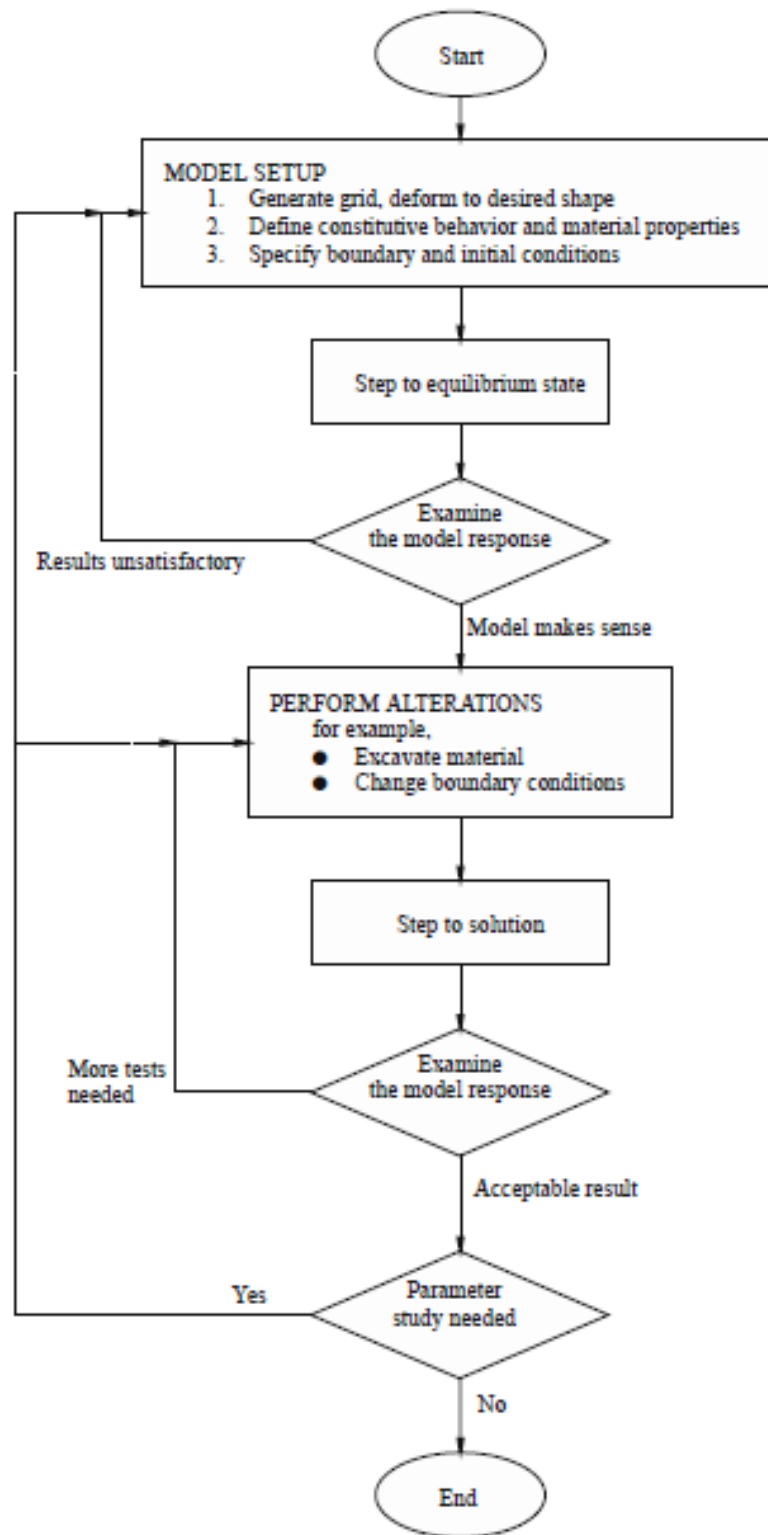 Start
MODEL SETUP
1. Generate grid, deform to desired shape
2. Define constitutive behavior and material properties
3. Specify boundary and initial conditions
Step to equilibrium state
Examine
the model response
Results unsatisfactory
Model makes sense
PERFORM ALTERATIONS
for example,
● Excavate material
● Change boundary conditions
Step to solution
More tests
needed
Examine
the model response
Acceptable result
Yes
Parameter
study needed
No
End